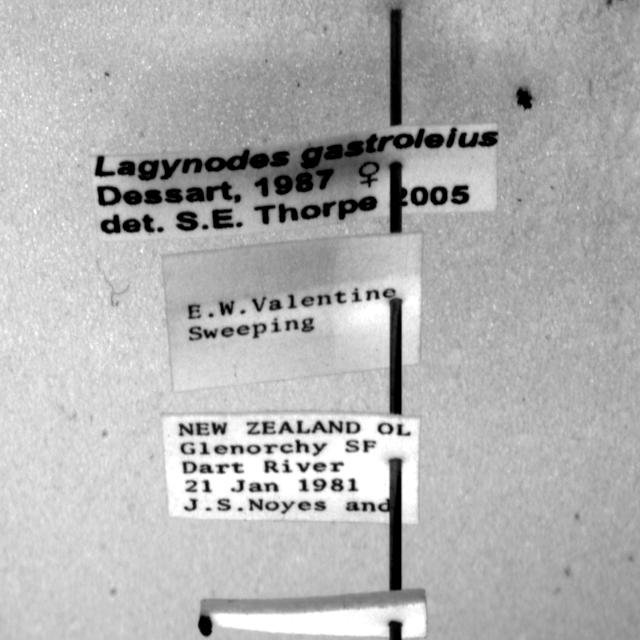 Lagynodes gastroleius
Dessart, 1987 ♀
det. S.E. Thorpe 2005
E.W.Valentine
Sweeping
NEW ZEALAND OL
Glenorchy SF
Dart River
21 Jan 1981
J.S.Noyes and